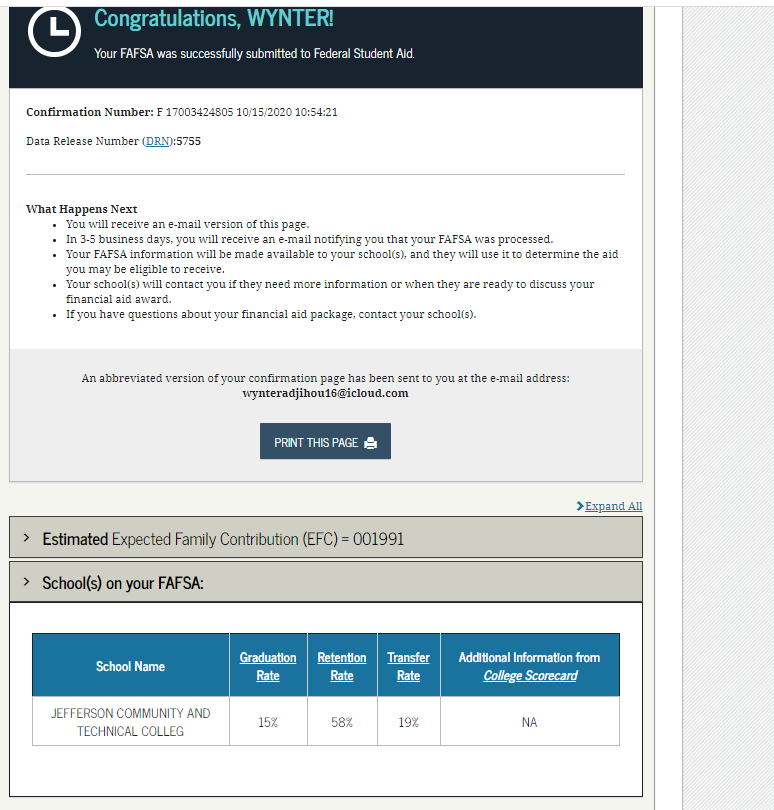 Congratulations, WYNTER!
Your FAFSA was successfully submitted to Federal Student Aid.
Confirmation Number: F 17003424805 10/15/2020 10:54:21
Data Release Number (DRN):5755
What Happens Next
• You will receive an e-mail version of this page.
• In 3-5 business days, you will receive an e-mail notifying you that your FAFSA was processed.
• Your FAFSA information will be made available to your school(s), and they will use it to determine the aid
you may be eligible to receive.
• Your school(s) will contact you if they need more information or when they are ready to discuss your
financial aid award.
• If you have questions about your financial aid package, contact your school(s).
An abbreviated version of your confirmation page has been sent to you at the e-mail address:
wynteradjihou16@icloud.com
PRINT THIS PAGE
Expand All
Estimated Expected Family Contribution (EFC) = 001991
School(s) on your FAFSA:
School Name Graduation Rate Retention Rate Transfer Rate Additional Information from College Scorecard
JEFFERSON COMMUNITY AND TECHNICAL COLLEG 15% 58% 19% NA